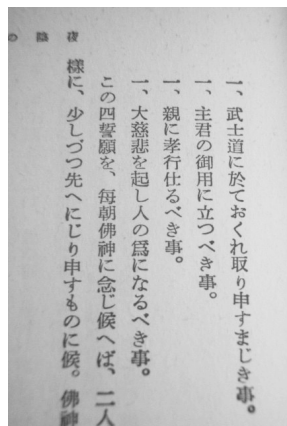 夜陰の
一、武士道に於ておくれ取り申すまじき事。
一、主君の御用に立つべき事。
一、親に孝行仕るべき事。
一、大慈悲を起し人の爲になるべき事。
この四誓願を、每朝佛神に念じ候へば、二人
樣に、少しづつ先へにじり申すものに候。佛神